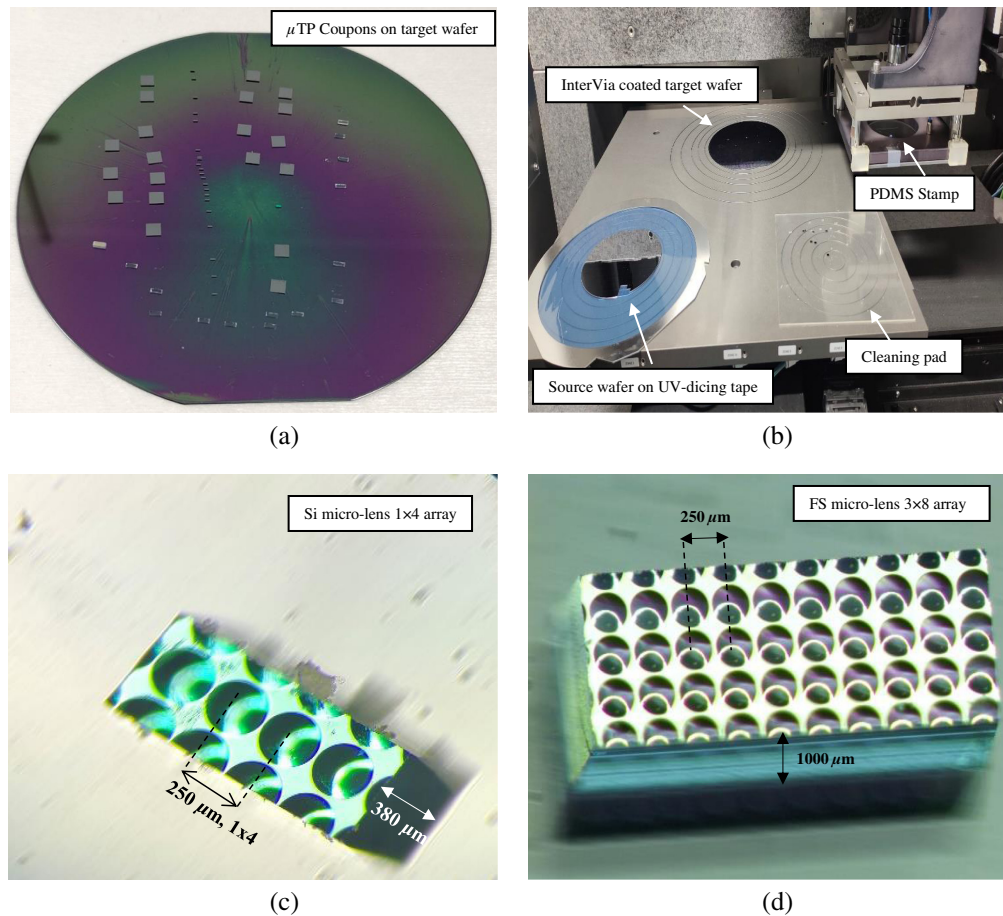 μTP Coupons on target wafer
InterVia coated target wafer
PDMS Stamp
Cleaning pad
Source wafer on UV-dicing tape
(a)
(b)
Si micro-lens 1×4 array
250 μm, 1x4
380 μm
FS micro-lens 3×8 array
250 μm
1000 μm
(c)
(d)